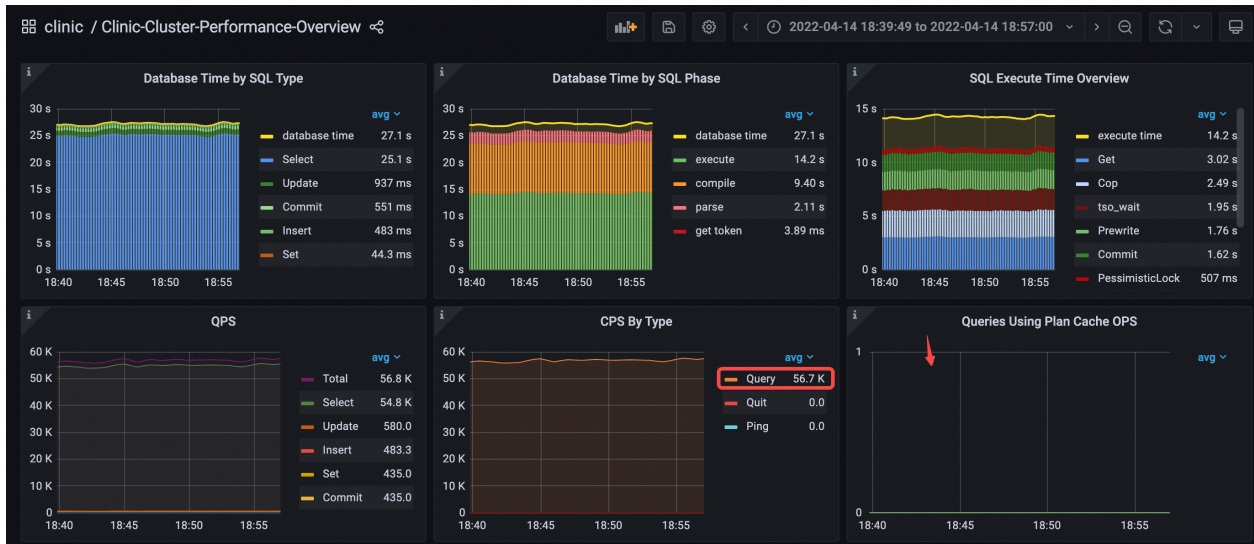 clinic / Clinic-Cluster-Performance-Overview
2022-04-14 18:39:49 to 2022-04-14 18:57:00
Database Time by SQL Type
30 s
25 s
20 s
15 s
10 s
5 s
0 s
18:40 18:45 18:50 18:55
avg
database time 27.1 s
Select 25.1 s
Update 937 ms
Commit 551 ms
Insert 483 ms
Set 44.3 ms
Database Time by SQL Phase
30 s
25 s
20 s
15 s
10 s
5 s
0 s
18:40 18:45 18:50 18:55
avg
database time 27.1 s
execute 14.2 s
compile 9.40 s
parse 2.11 s
get token 3.89 ms
SQL Execute Time Overview
15 s
10 s
5 s
0 s
18:40 18:45 18:50 18:55
avg
execute time 14.2 s
Get 3.02 s
Cop 2.49 s
tso_wait 1.95 s
Prewrite 1.76 s
Commit 1.62 s
PessimisticLock 507 ms
QPS
60 K
50 K
40 K
30 K
20 K
10 K
0
18:40 18:45 18:50 18:55
avg
Total 56.8 K
Select 54.8 K
Update 580.0
Insert 483.3
Set 435.0
Commit 435.0
CPS By Type
60 K
50 K
40 K
30 K
20 K
10 K
0
18:40 18:45 18:50 18:55
avg
Query 56.7 K
Quit 0.0
Ping 0.0
Queries Using Plan Cache OPS
1
0
18:40 18:45 18:50 18:55
avg